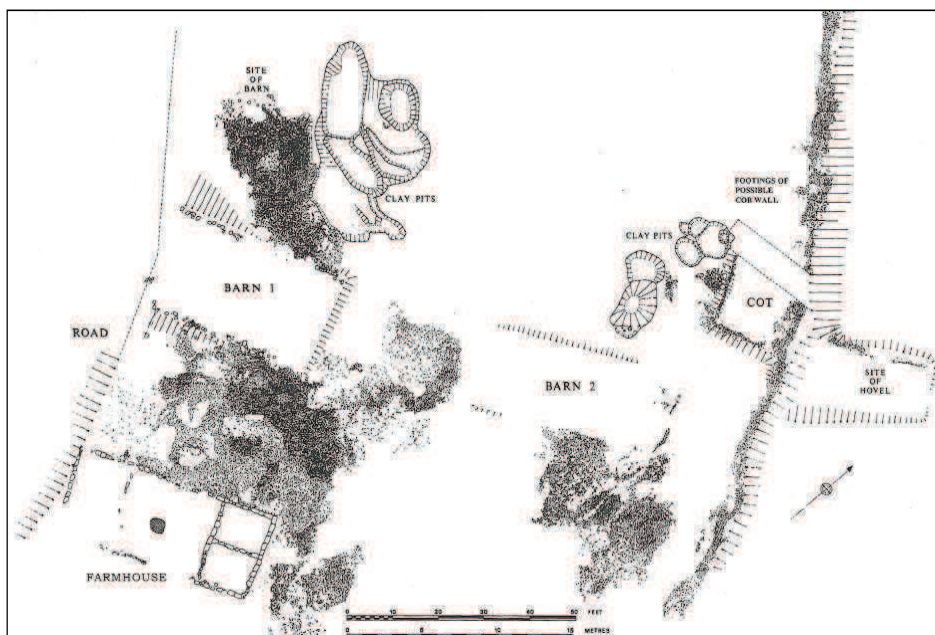 SITE
OF
BARN
CLAY PITS
FOOTINGS OF
POSSIBLE
COB WALL
CLAY PITS
BARN 1
COT
ROAD
BARN 2
SITE
OF
HOVEL
FARMHOUSE
0 10 20 30 40 50 FEET
0 5 10 15 METRES